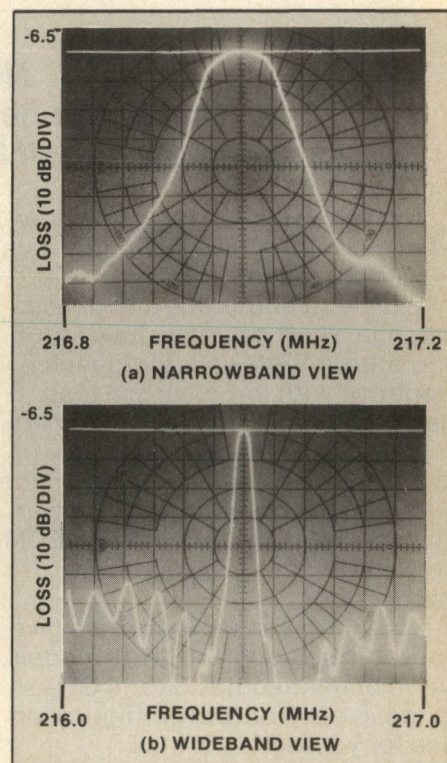 -6.5
LOSS (10 dB/DIV)
216.8 FREQUENCY (MHz) 217.2
(a) NARROWBAND VIEW
-6.5
LOSS (10 dB/DIV)
216.0 FREQUENCY (MHz) 217.0
(b) WIDEBAND VIEW